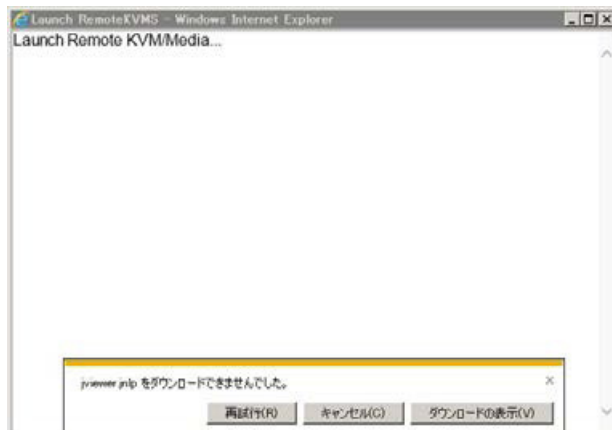 Launch RemoteKVMS - Windows Internet Explorer
Launch Remote KVM/Media...
jviewer.jnlp をダウンロードできませんでした。
再試行(R) キャンセル(C) ダウンロードの表示(V)